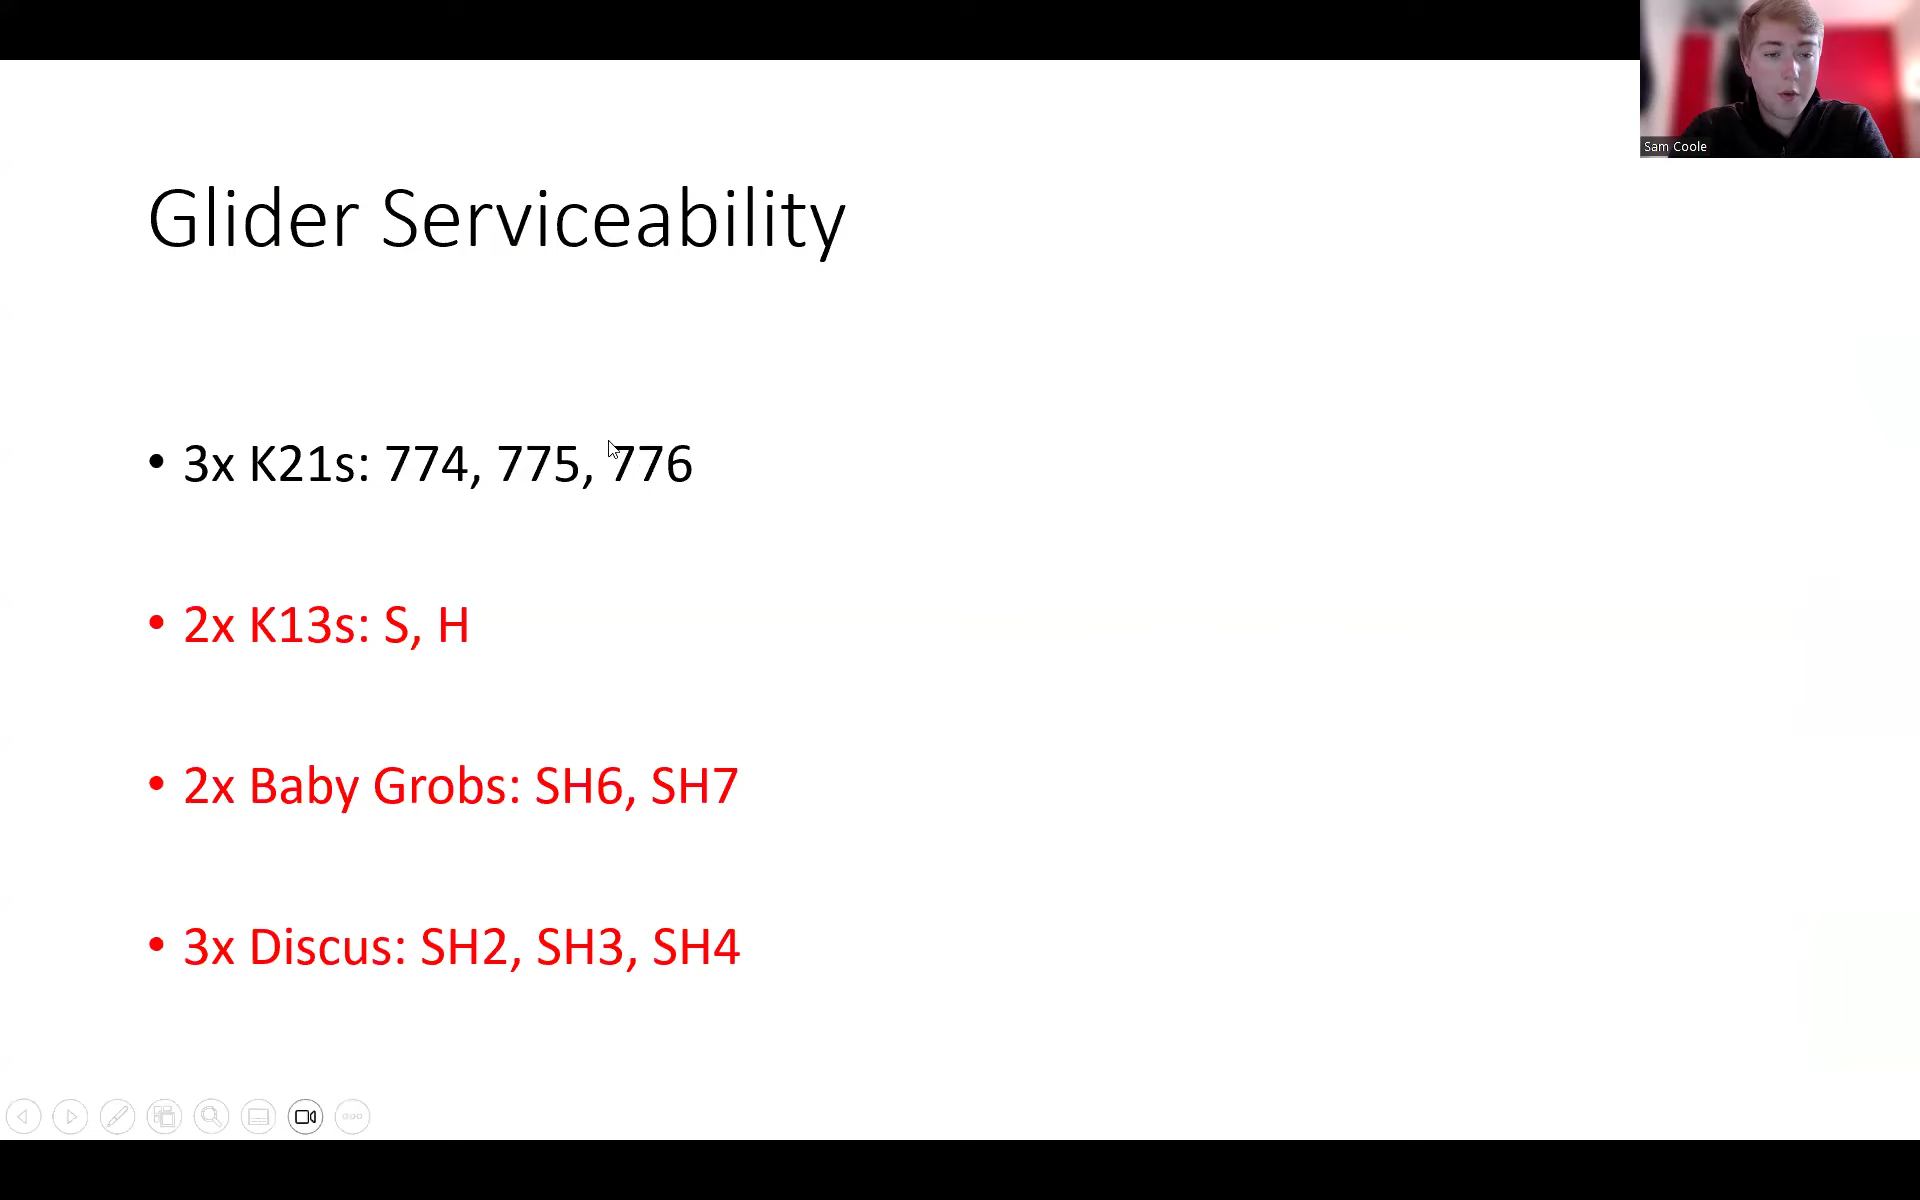 Sam Coole
Glider Serviceability
• 3x K21s: 774, 775, 776
• 2x K13s: S, H
• 2x Baby Grobs: SH6, SH7
• 3x Discus: SH2, SH3, SH4